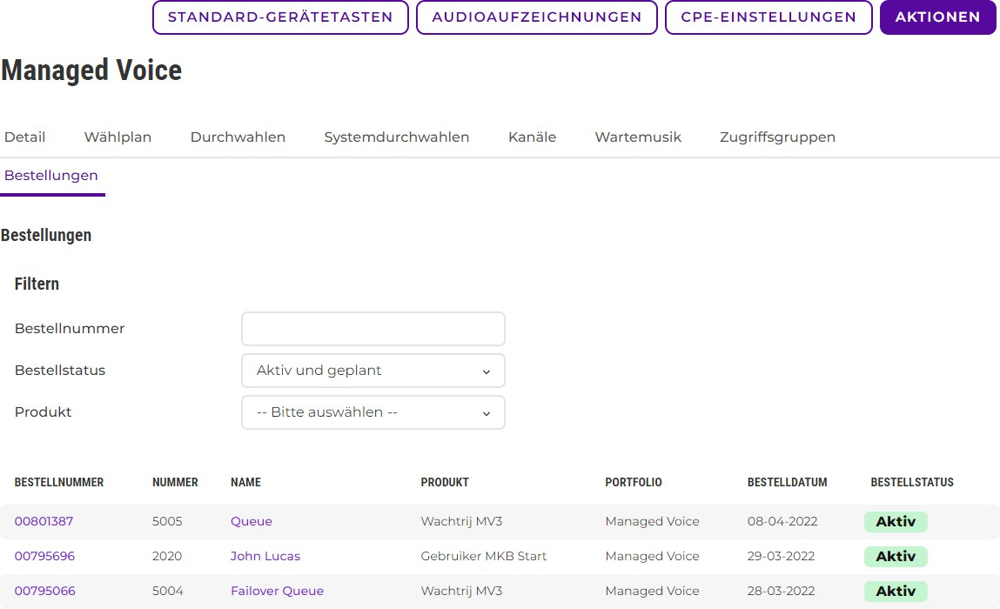 STANDARD-GERÄTETASTEN AUDIOAUFZEICHNUNGEN CPE-EINSTELLUNGEN AKTIONEN
Managed Voice
Detail Wählplan Durchwahlen Systemdurchwahlen Kanäle Wartemusik Zugriffsgruppen
Bestellungen
Bestellungen
Filtern
Bestellnummer
Bestellstatus Aktiv und geplant
Produkt -- Bitte auswählen --
BESTELLNUMMER NUMMER NAME PRODUKT PORTFOLIO BESTELLDATUM BESTELLSTATUS
00801387 5005 Queue Wachtrij MV3 Managed Voice 08-04-2022 Aktiv
00795696 2020 John Lucas Gebruiker MKB Start Managed Voice 29-03-2022 Aktiv
00795066 5004 Failover Queue Wachtrij MV3 Managed Voice 28-03-2022 Aktiv